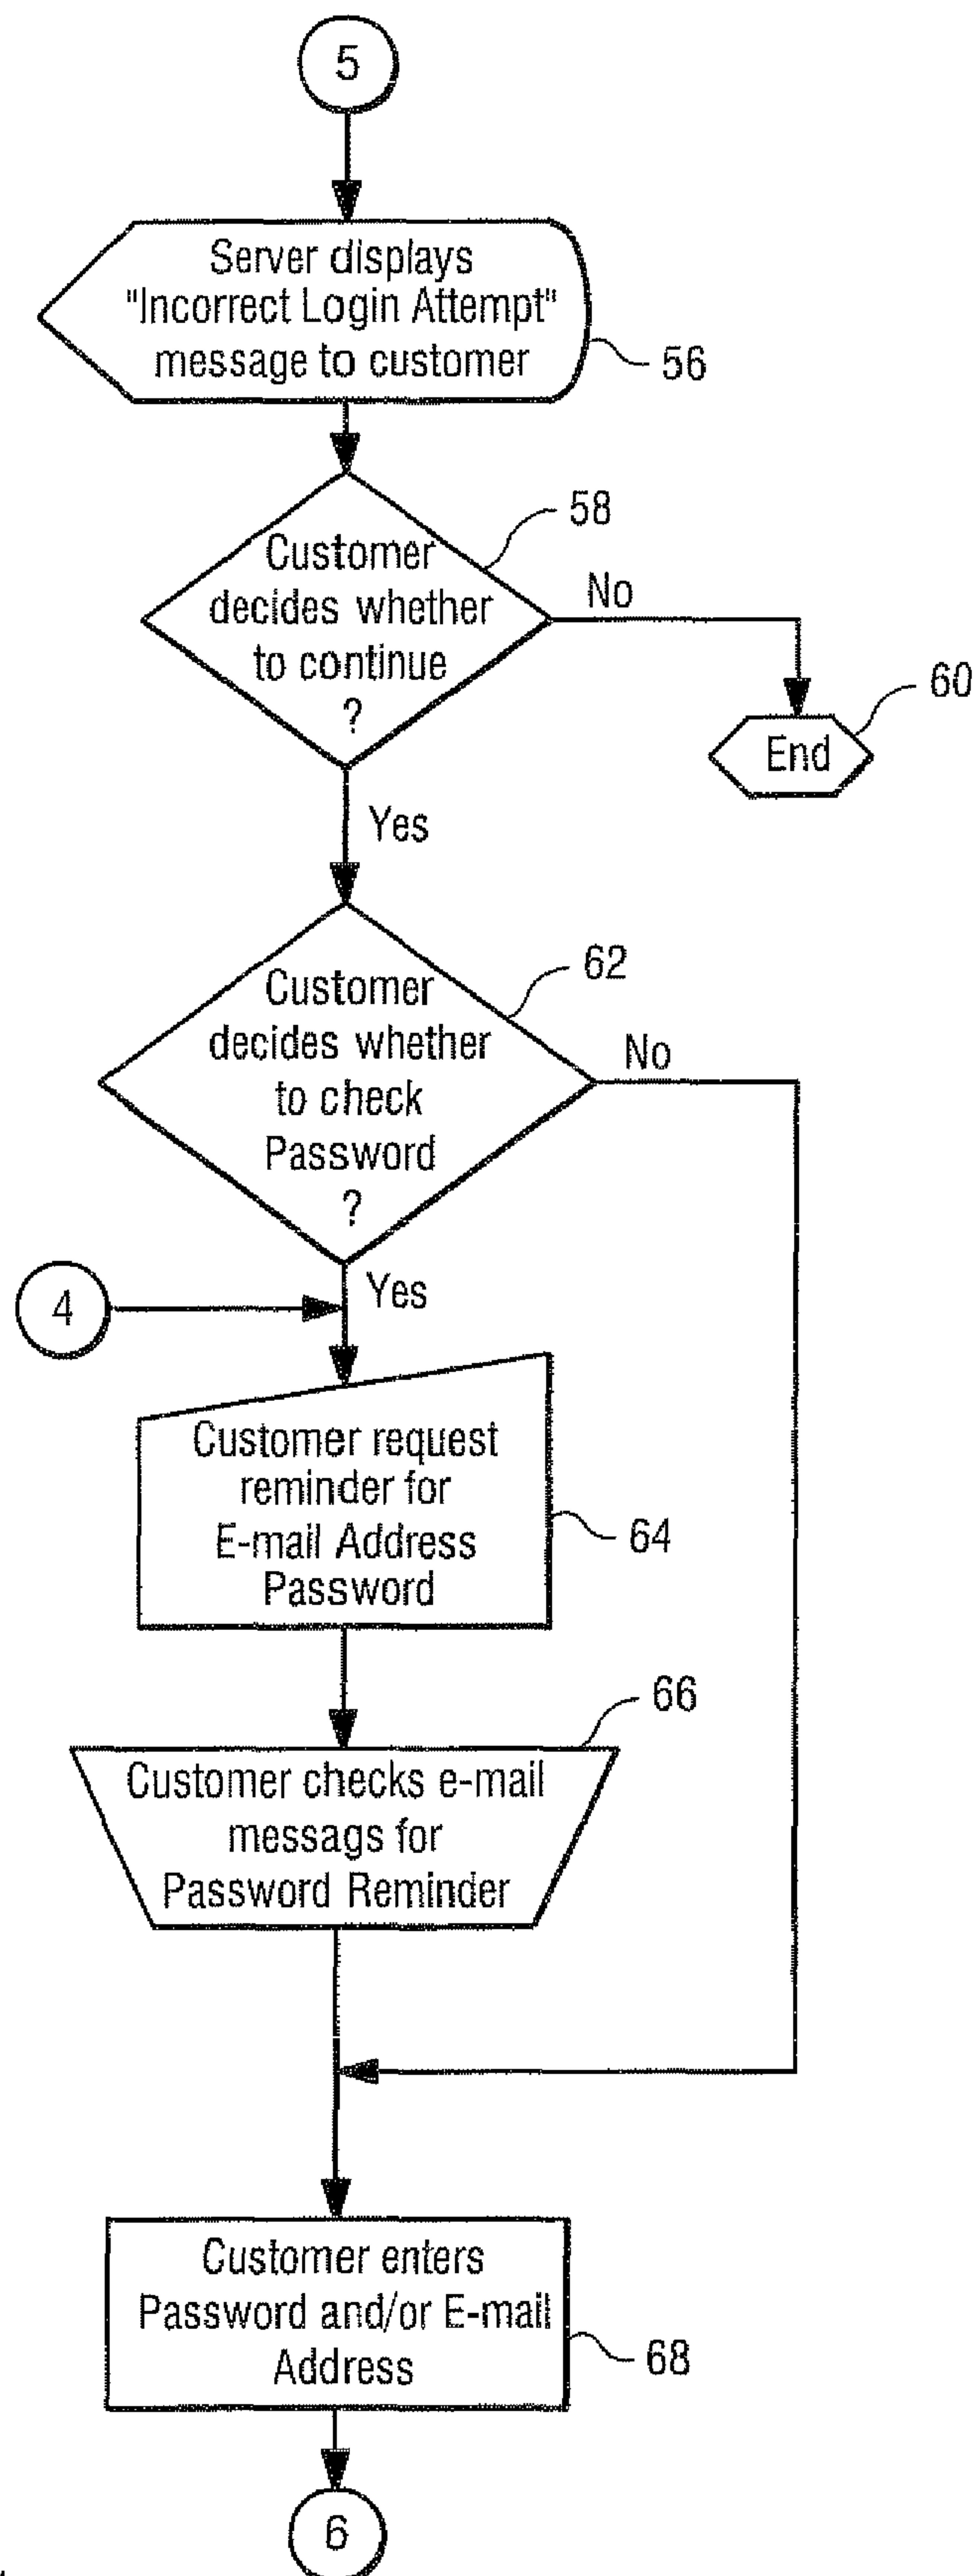 5
Server displays
"Incorrect Login Attempt"
message to customer
56
58
Customer
decides whether
to continue
?
No
60
End
Yes
62
Customer
decides whether
to check
Password
?
No
Yes
4
Customer request
reminder for
E-mail Address
Password
64
66
Customer checks e-mail
messags for
Password Reminder
Customer enters
Password and/or E-mail
Address
68
6